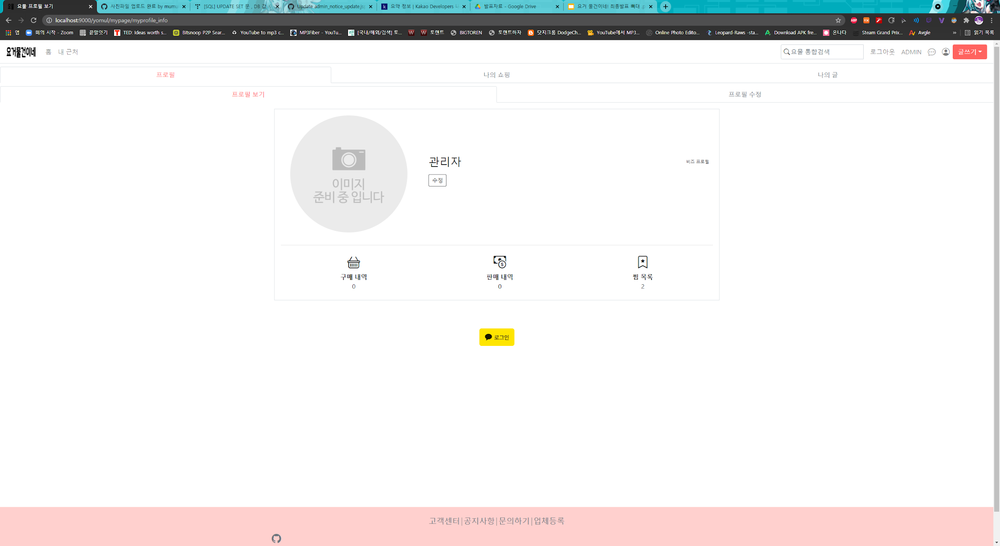 요물 프로필 보기
사진파일 업로드 완료 by mumu
[SQL] UPDATE SET 문 , DB 값
Update admin_notice_update.jsp
요약 정보 | Kakao Developers
발표자료 - Google Drive
요거 물건이네! 최종발표 뼈대 .p
localhost:9000/yomul/mypage/myprofile_info
앱
회의 시작 - Zoom
끝말잇기
TED: Ideas worth s...
Bitsnoop P2P Sear...
YouTube to mp3 c...
MP3Fiber - YouTu...
[국내/해외/검색] 토...
토렌트
BIGTOREN
토렌트하자
닷지크롬 DodgeCh...
YouTube에서 MP3...
Online Photo Edito...
Leopard-Raws -sta...
Download APK fre...
온나다
Steam Grand Prix...
Avgle
»
읽기 목록
요거물건이네
홈
내 근처
요물 통합검색
로그아웃
ADMIN
글쓰기
프로필
나의 쇼핑
나의 글
프로필 보기
프로필 수정
이미지
준비 중 입니다
관리자
비즈 프로필
수정
구매 내역
판매 내역
찜 목록
0
0
2
로그인
고객센터|공지사항|문의하기|업체등록